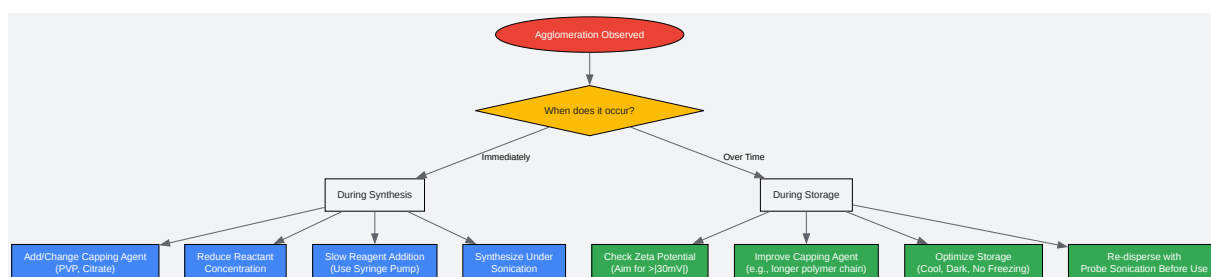 Agglomeration Observed
When does it occur?
Immediately
Over Time
During Synthesis
During Storage
Add/Change Capping Agent
(PVP, Citrate)
Reduce Reactant
Concentration
Slow Reagent Addition
(Use Syringe Pump)
Synthesize Under
Sonication
Check Zeta Potential
(Aim for >|30mV|)
Improve Capping Agent
(e.g., longer polymer chain)
Optimize Storage
(Cool, Dark, No Freezing)
Re-disperse with
Probe Sonication Before Use